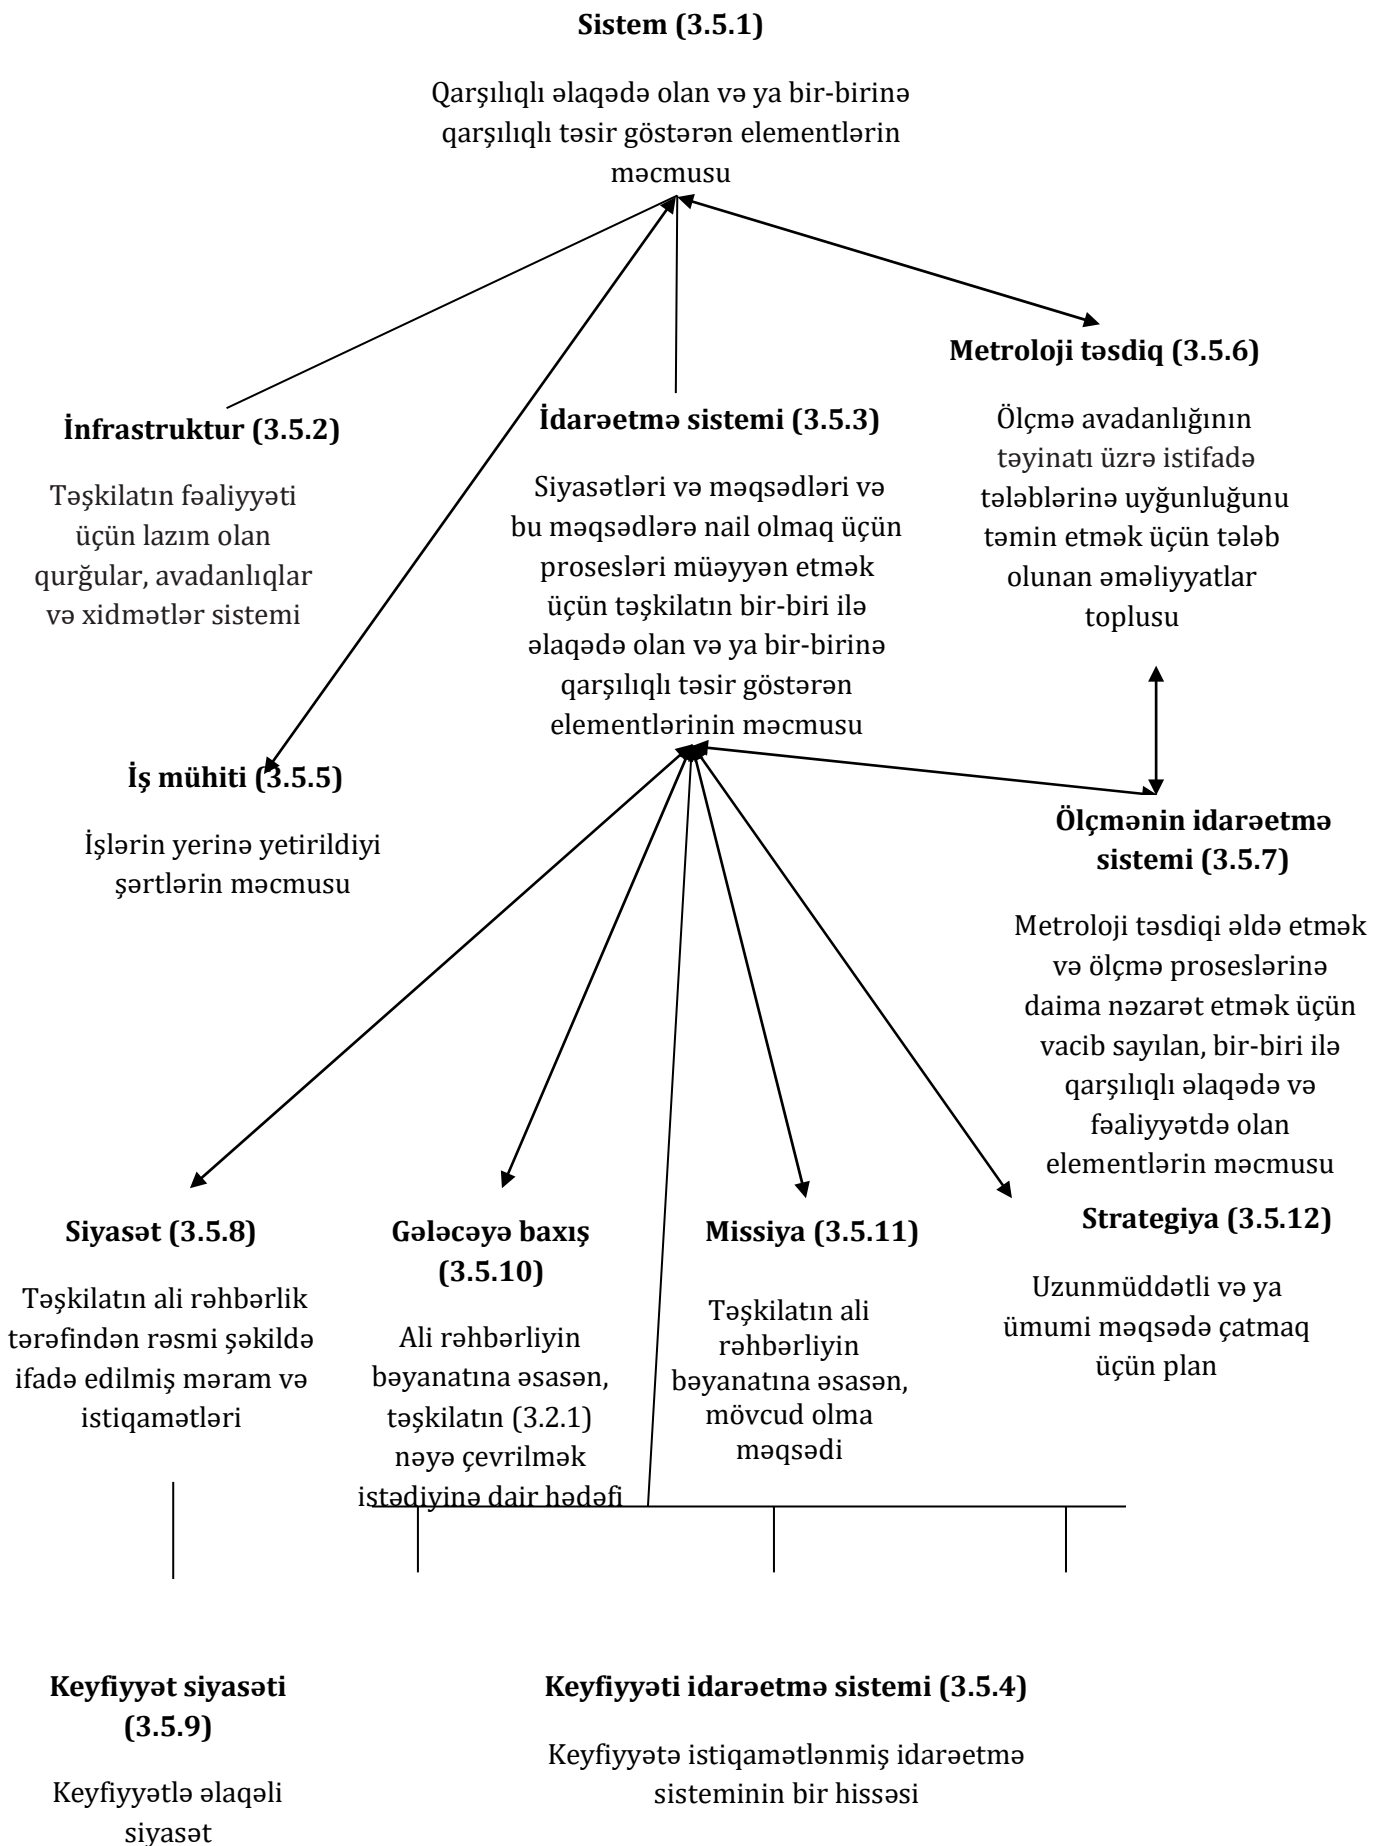 Sistem (3.5.1)
Qarşılıqlı əlaqədə olan və ya bir-birinə
qarşılıqlı təsir göstərən elementlərin
məcmusu
Metroloji təsdiq (3.5.6)
Ölçmə avadanlığının
təyinatı üzrə istifadə
tələblərinə uyğunluğunu
təmin etmək üçün tələb
olunan əməliyyatlar
toplusu
İnfrastruktur (3.5.2)
Təşkilatın fəaliyyəti
üçün lazım olan
qurğular, avadanlıqlar
və xidmətlər sistemi
İdarəetmə sistemi (3.5.3)
Siyasətləri və məqsədləri və
bu məqsədlərə nail olmaq üçün
prosesləri müəyyən etmək
üçün təşkilatın bir-biri ilə
əlaqədə olan və ya bir-birinə
qarşılıqlı təsir göstərən
elementlərinin məcmusu
İş mühiti (3.5.5)
İşlərin yerinə yetirildiyi
şərtlərin məcmusu
Ölçmənin idarəetmə
sistemi (3.5.7)
Metroloji təsdiqi əldə etmək
və ölçmə proseslərinə
daima nəzarət etmək üçün
vacib sayılan, bir-biri ilə
qarşılıqlı əlaqədə və
fəaliyyətdə olan
elementlərin məcmusu
Siyasət (3.5.8)
Təşkilatın ali rəhbərlik
tərəfindən rəsmi şəkildə
ifadə edilmiş məram və
istiqamətləri
Gələcəyə baxış
(3.5.10)
Ali rəhbərliyin
bəyanatına əsasən,
təşkilatın (3.2.1)
nəyə çevrilmək
istədiyinə dair hədəfi
Missiya (3.5.11)
Təşkilatın ali
rəhbərliyin
bəyanatına əsasən,
mövcud olma
məqsədi
Strategiya (3.5.12)
Uzunmüddətli və ya
ümumi məqsədə çatmaq
üçün plan
Keyfiyyət siyasəti
(3.5.9)
Keyfiyyətlə əlaqəli
siyasət
Keyfiyyəti idarəetmə sistemi (3.5.4)
Keyfiyyətə istiqamətlənmiş idarəetmə
sisteminin bir hissəsi